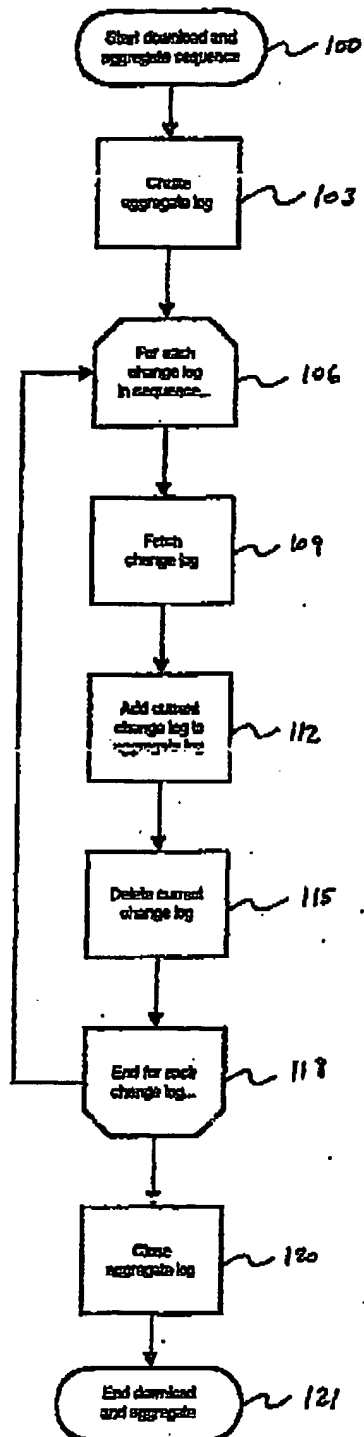 Start download and
aggregate sequence
100
Create
aggregate log
103
For each
change log
in sequence...
106
Fetch
change log
109
Add current
change log to
aggregate log
112
Delete current
change log
115
End for each
change log...
118
Close
aggregate log
120
End download
and aggregate
121